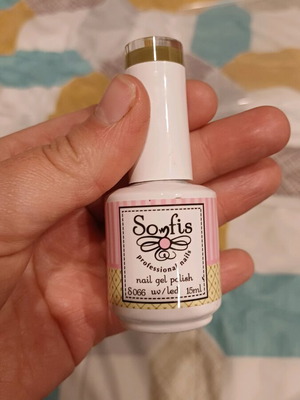 Somfis
professional nails
nail gel polish
S066 uv/led 15ml